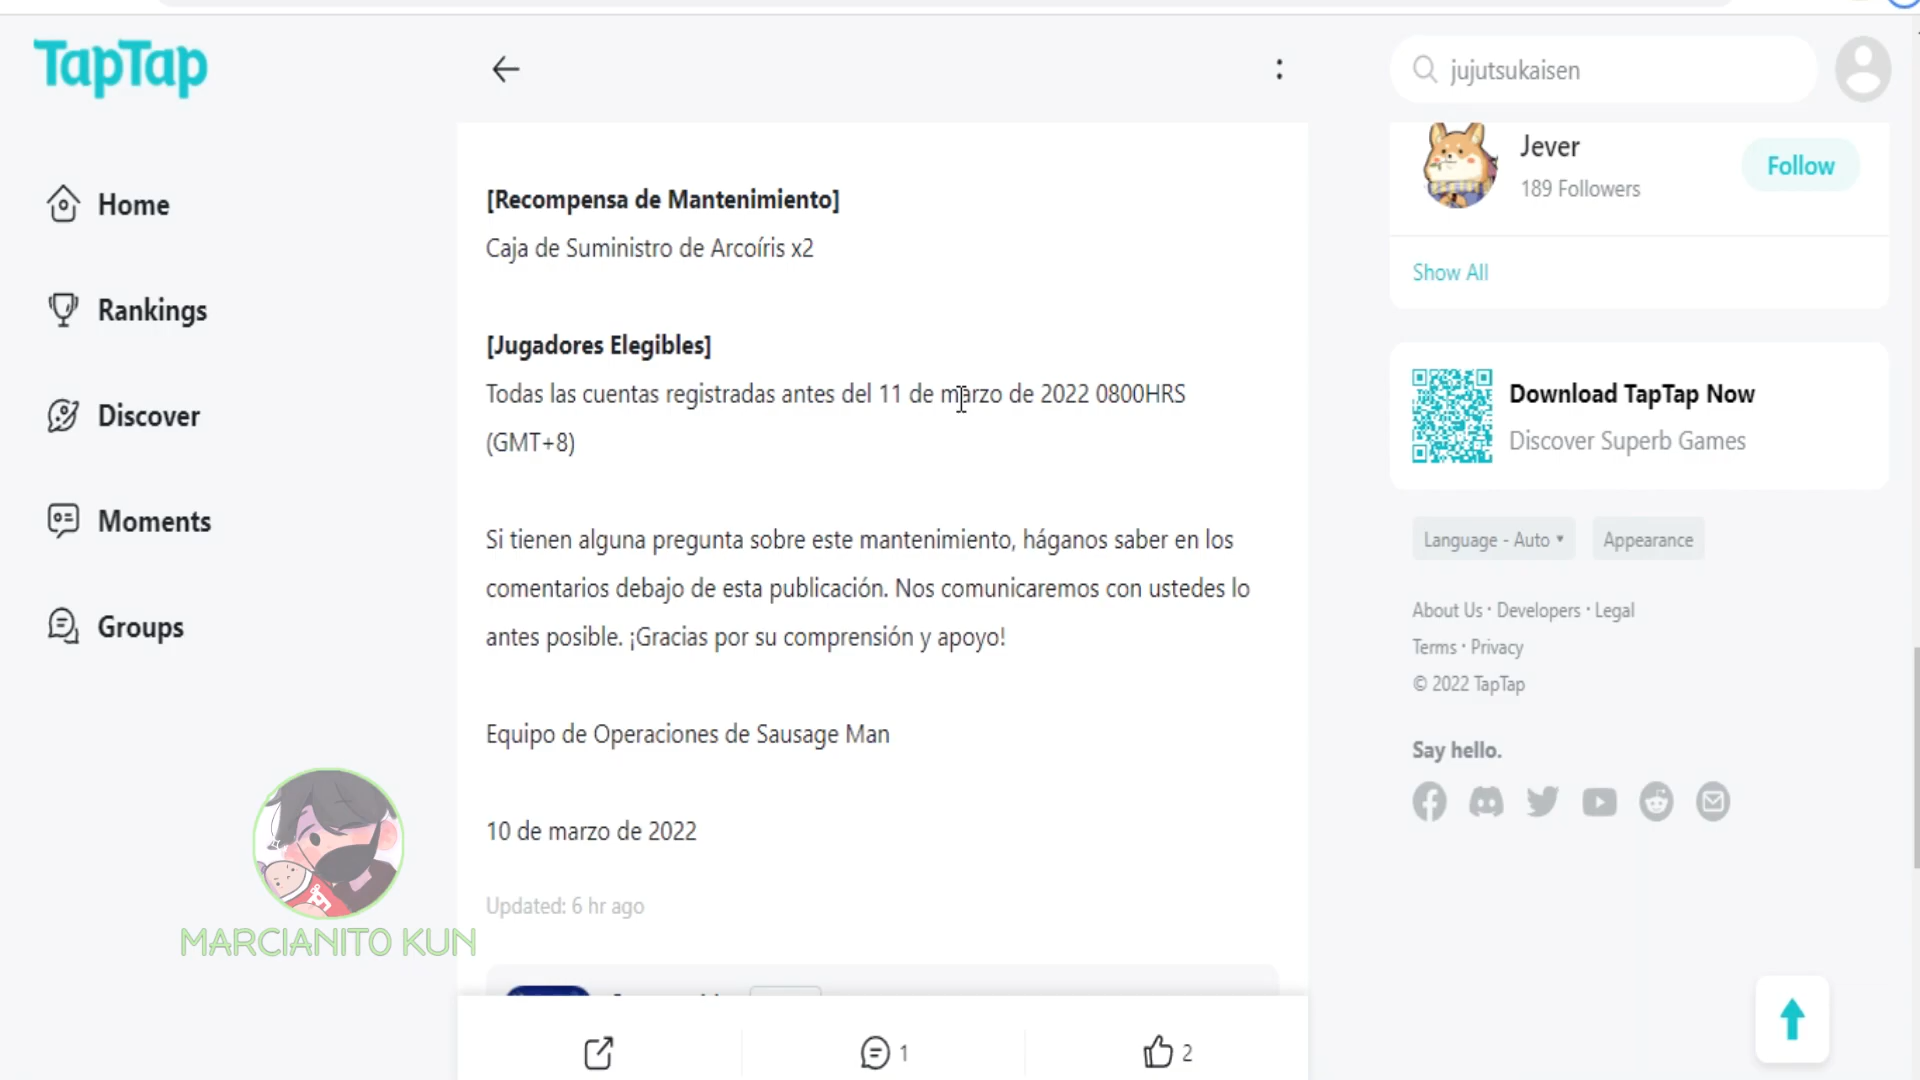 TapTap
jujutsukaisen
Home
Rankings
Discover
Moments
Groups
[Recompensa de Mantenimiento]
Caja de Suministro de Arcoíris x2
[Jugadores Elegibles]
Todas las cuentas registradas antes del 11 de marzo de 2022 0800HRS
(GMT+8)
Si tienen alguna pregunta sobre este mantenimiento, háganos saber en los
comentarios debajo de esta publicación. Nos comunicaremos con ustedes lo
antes posible. ¡Gracias por su comprensión y apoyo!
Equipo de Operaciones de Sausage Man
10 de marzo de 2022
Updated: 6 hr ago
1
2
Jever
189 Followers
Follow
Show All
Download TapTap Now
Discover Superb Games
Language - Auto ▾
Appearance
About Us · Developers · Legal
Terms · Privacy
© 2022 TapTap
Say hello.
MARCIANITO KUN